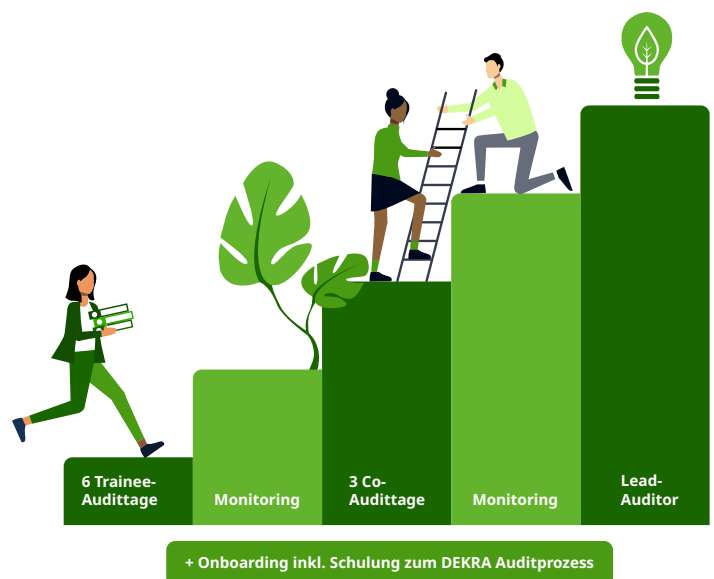 6 Trainee-
Audittage
Monitoring
3 Co-
Audittage
Monitoring
Lead-
Auditor
+ Onboarding inkl. Schulung zum DEKRA Auditprozess